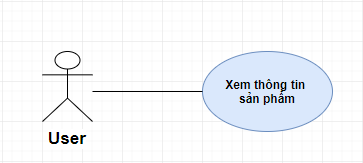 Xem thông tin
sản phẩm
User